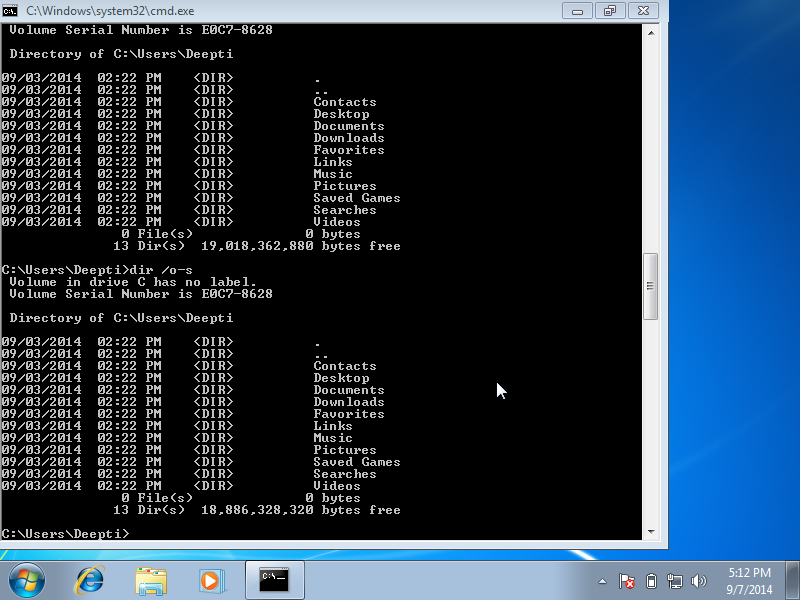 C:\Windows\system32\cmd.exe
Volume Serial Number is E0C7-8628
Directory of C:\Users\Deepti
09/03/2014 02:22 PM <DIR> .
09/03/2014 02:22 PM <DIR> ..
09/03/2014 02:22 PM <DIR> Contacts
09/03/2014 02:22 PM <DIR> Desktop
09/03/2014 02:22 PM <DIR> Documents
09/03/2014 02:22 PM <DIR> Downloads
09/03/2014 02:22 PM <DIR> Favorites
09/03/2014 02:22 PM <DIR> Links
09/03/2014 02:22 PM <DIR> Music
09/03/2014 02:22 PM <DIR> Pictures
09/03/2014 02:22 PM <DIR> Saved Games
09/03/2014 02:22 PM <DIR> Searches
09/03/2014 02:22 PM <DIR> Videos
0 File(s) 0 bytes
13 Dir(s) 19,018,362,880 bytes free
C:\Users\Deepti>dir /o-s
Volume in drive C has no label.
Volume Serial Number is E0C7-8628
Directory of C:\Users\Deepti
09/03/2014 02:22 PM <DIR> .
09/03/2014 02:22 PM <DIR> ..
09/03/2014 02:22 PM <DIR> Contacts
09/03/2014 02:22 PM <DIR> Desktop
09/03/2014 02:22 PM <DIR> Documents
09/03/2014 02:22 PM <DIR> Downloads
09/03/2014 02:22 PM <DIR> Favorites
09/03/2014 02:22 PM <DIR> Links
09/03/2014 02:22 PM <DIR> Music
09/03/2014 02:22 PM <DIR> Pictures
09/03/2014 02:22 PM <DIR> Saved Games
09/03/2014 02:22 PM <DIR> Searches
09/03/2014 02:22 PM <DIR> Videos
0 File(s) 0 bytes
13 Dir(s) 18,886,328,320 bytes free
C:\Users\Deepti>
5:12 PM
9/7/2014